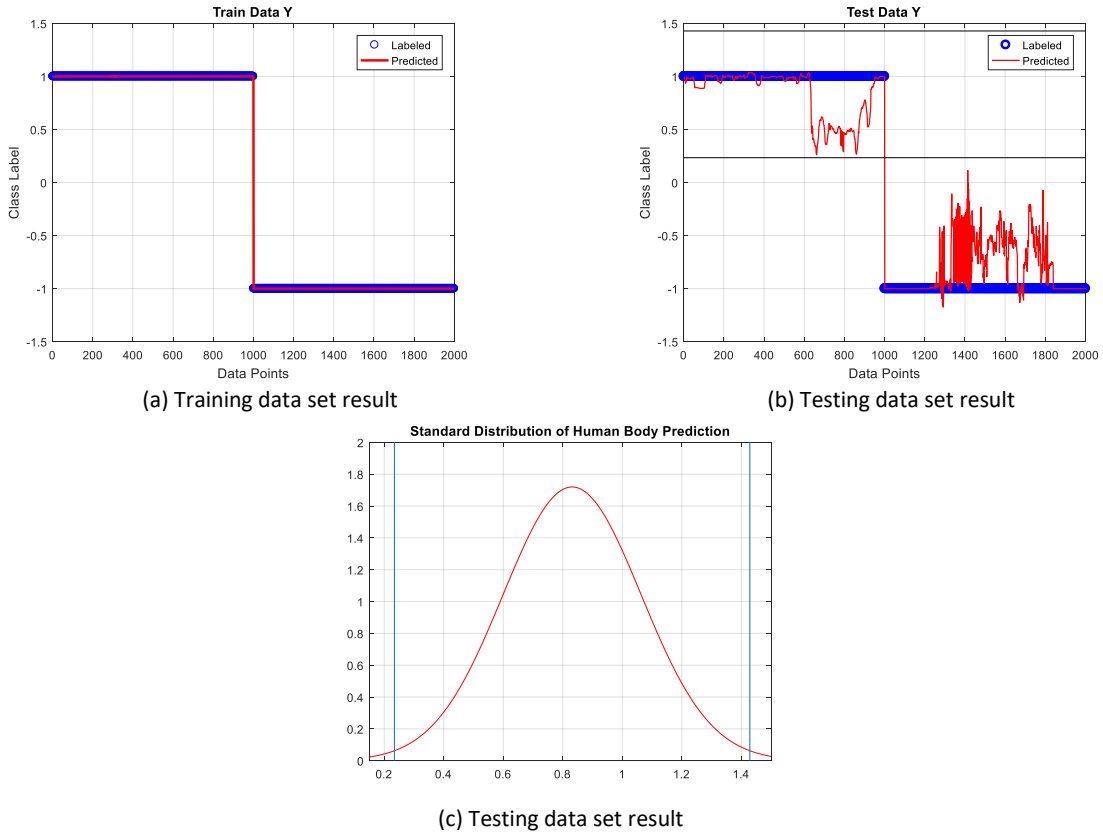 Train Data Y
1.5
1
0.5
0
-0.5
-1
-1.5
Class Label
Labeled
Predicted
0 200 400 600 800 1000 1200 1400 1600 1800 2000
Data Points
(a) Training data set result
Test Data Y
1.5
1
0.5
0
-0.5
-1
-1.5
Class Label
Labeled
Predicted
0 200 400 600 800 1000 1200 1400 1600 1800 2000
Data Points
(b) Testing data set result
Standard Distribution of Human Body Prediction
2
1.8
1.6
1.4
1.2
1
0.8
0.6
0.4
0.2
0
0.2 0.4 0.6 0.8 1 1.2 1.4
(c) Testing data set result